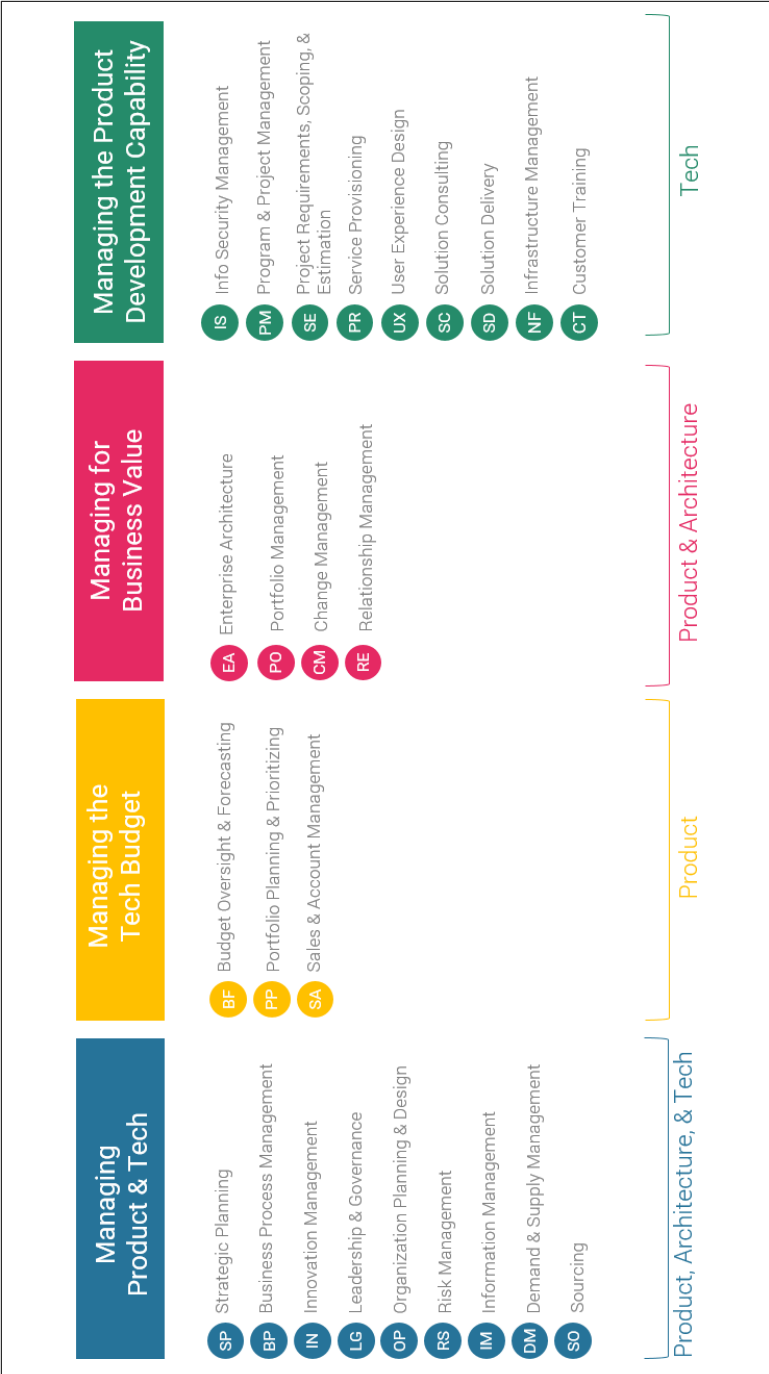 Managing
Product & Tech
SP Strategic Planning
BP Business Process Management
IN Innovation Management
LG Leadership & Governance
OP Organization Planning & Design
RS Risk Management
IM Information Management
DM Demand & Supply Management
SO Sourcing
Product, Architecture, & Tech
Managing the
Tech Budget
BF Budget Oversight & Forecasting
PP Portfolio Planning & Prioritizing
SA Sales & Account Management
Product
Managing for
Business Value
EA Enterprise Architecture
PO Portfolio Management
CM Change Management
RE Relationship Management
Product & Architecture
Managing the Product
Development Capability
IS Info Security Management
PM Program & Project Management
SE Project Requirements, Scoping, &
Estimation
PR Service Provisioning
UX User Experience Design
SC Solution Consulting
SD Solution Delivery
NF Infrastructure Management
CT Customer Training
Tech